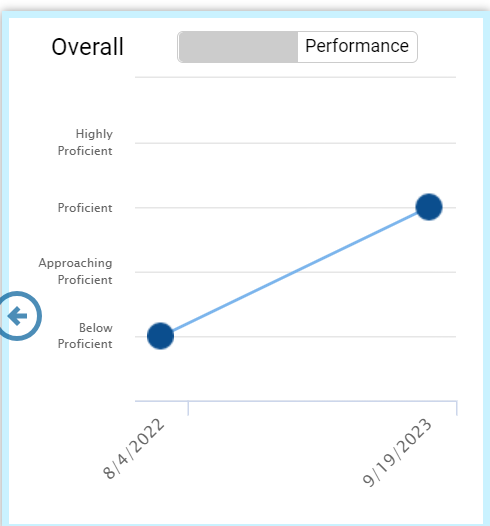 Overall
Performance
Highly
Proficient
Proficient
Approaching
Proficient
Below
Proficient
8/4/2022
9/19/2023